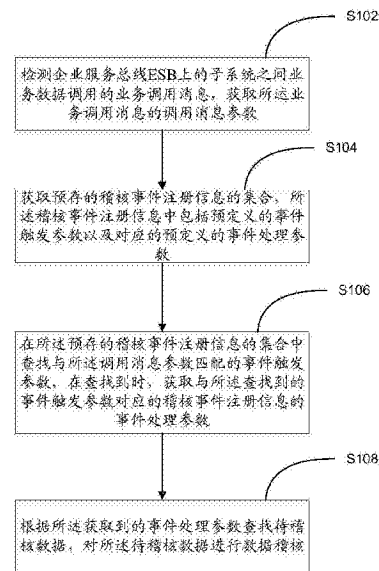 S102
检测企业服务总线ESB上的子系统之间业
务数据调用的业务调用消息，获取所述业
务调用消息的调用消息参数
S104
获取预存的稽核事件注册信息的集合，所
述稽核事件注册信息中包括预定义的事件
触发参数以及对应的预定义的事件处理参
数
S106
在所述预存的稽核事件注册信息的集合中
查找与所述调用消息参数匹配的事件触发
参数，在查找到时，获取与所述查找到的
事件触发参数对应的稽核事件注册信息的
事件处理参数
S108
根据所述获取到的事件处理参数查找待稽
核数据，对所述待稽核数据进行数据稽核